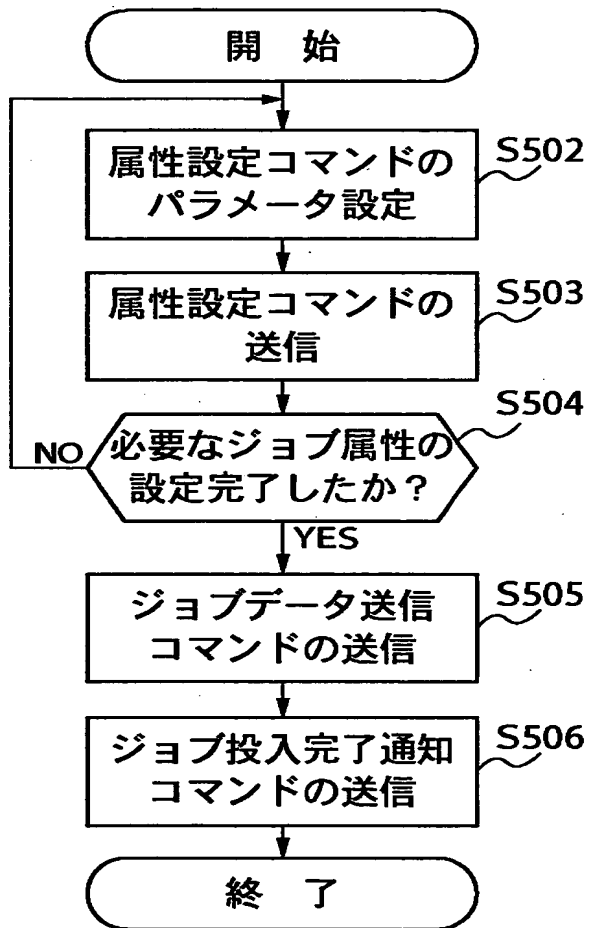 開 始
属性設定コマンドの
パラメータ設定
S502
属性設定コマンドの
送信
S503
必要なジョブ属性の
設定完了したか？
S504
NO
YES
ジョブデータ送信
コマンドの送信
S505
ジョブ投入完了通知
コマンドの送信
S506
終 了